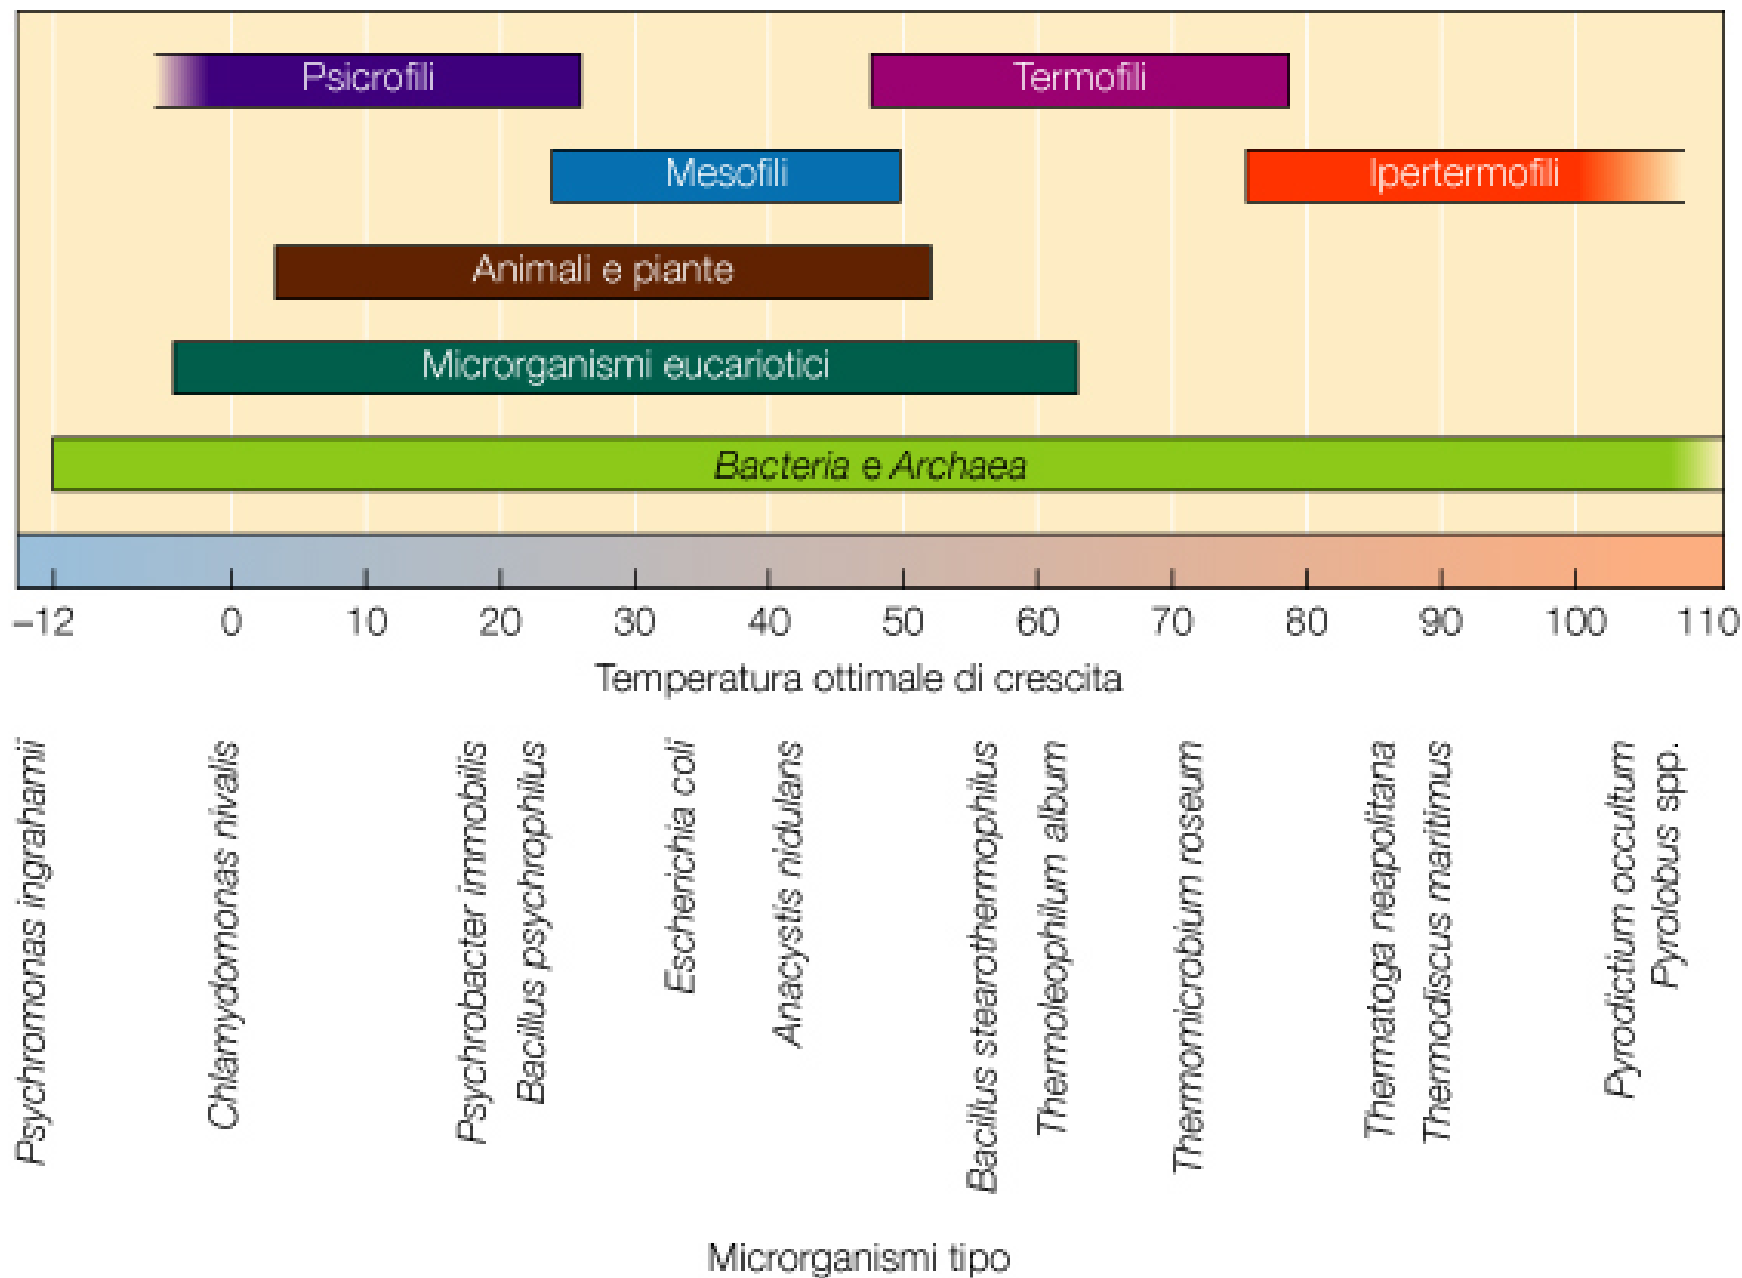 Psicrofili
Termofili
Mesofili
Ipertermofili
Animali e piante
Microrganismi eucariotici
Bacteria e Archaea
–12 0 10 20 30 40 50 60 70 80 90 100 110
Temperatura ottimale di crescita
Psychromonas ingrahamii
Chlamydomonas nivalis
Psychrobacter immobilis
Bacillus psychrophilus
Escherichia coli
Anacystis nidulans
Bacillus stearothermophilus
Thermoleophilum album
Thermomicrobium roseum
Thermatoga neapolitana
Thermodiscus maritimus
Pyrodictium occultum
Pyrolobus spp.
Microrganismi tipo